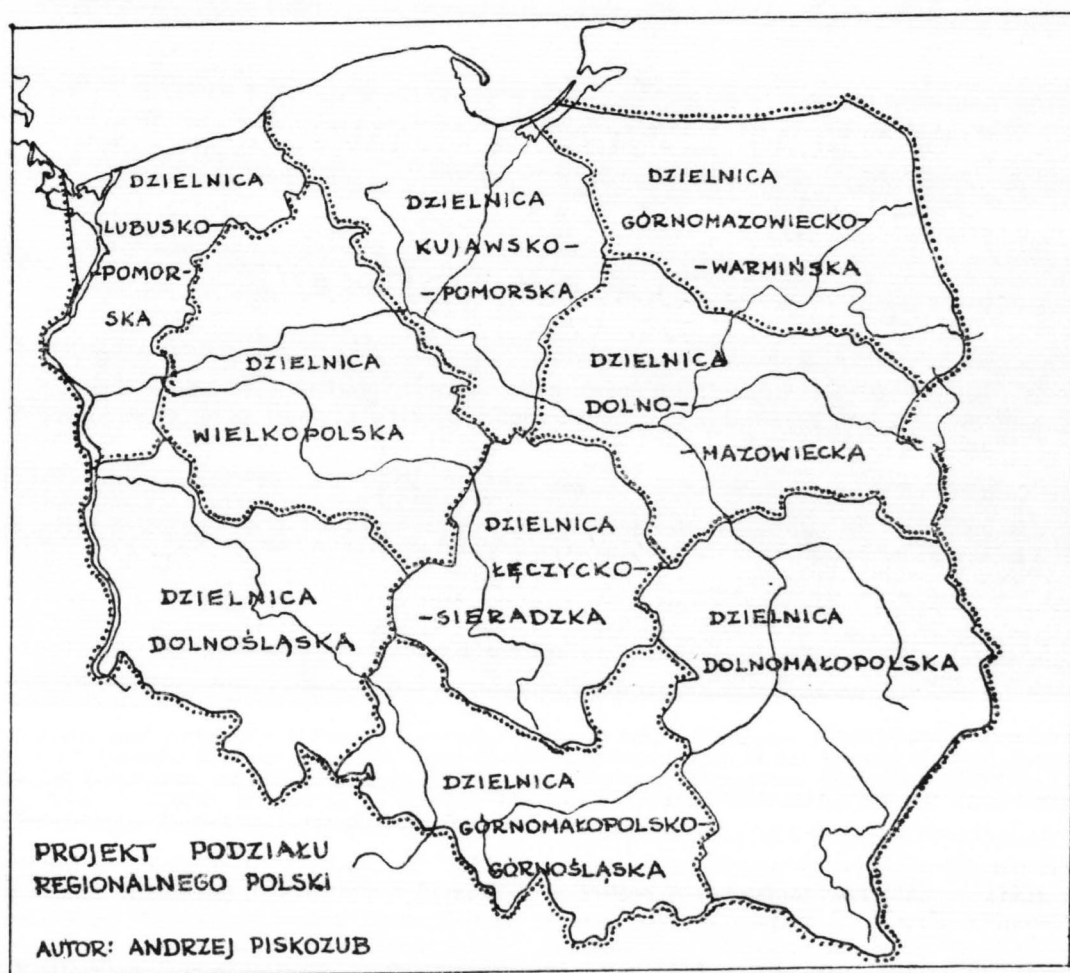 DZIELNICA
LUBUSKO-
-POMOR-
SKA
DZIELNICA
KUJAWSKO-
-POMORSKA
DZIELNICA
GÓRNOMAZOWIECKO-
-WARMIŃSKA
DZIELNICA
WIELKOPOLSKA
DZIELNICA
DOLNO-
-MAZOWIECKA
DZIELNICA
ŁĘCZYCKO-
-SIERADZKA
DZIELNICA
DOLNOŚLĄSKA
DZIELNICA
DOLNOMAŁOPOLSKA
DZIELNICA
GÓRNOMAŁOPOLSKO-
GÓRNOŚLĄSKA
PROJEKT PODZIAŁU
REGIONALNEGO POLSKI
AUTOR: ANDRZEJ PISKOZUB